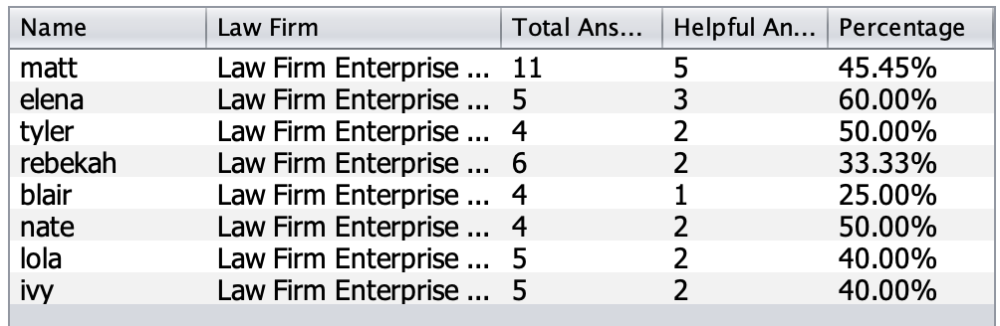 Name Law Firm Total Ans... Helpful An... Percentage
matt Law Firm Enterprise ... 11 5 45.45%
elena Law Firm Enterprise ... 5 3 60.00%
tyler Law Firm Enterprise ... 4 2 50.00%
rebekah Law Firm Enterprise ... 6 2 33.33%
blair Law Firm Enterprise ... 4 1 25.00%
nate Law Firm Enterprise ... 4 2 50.00%
lola Law Firm Enterprise ... 5 2 40.00%
ivy Law Firm Enterprise ... 5 2 40.00%